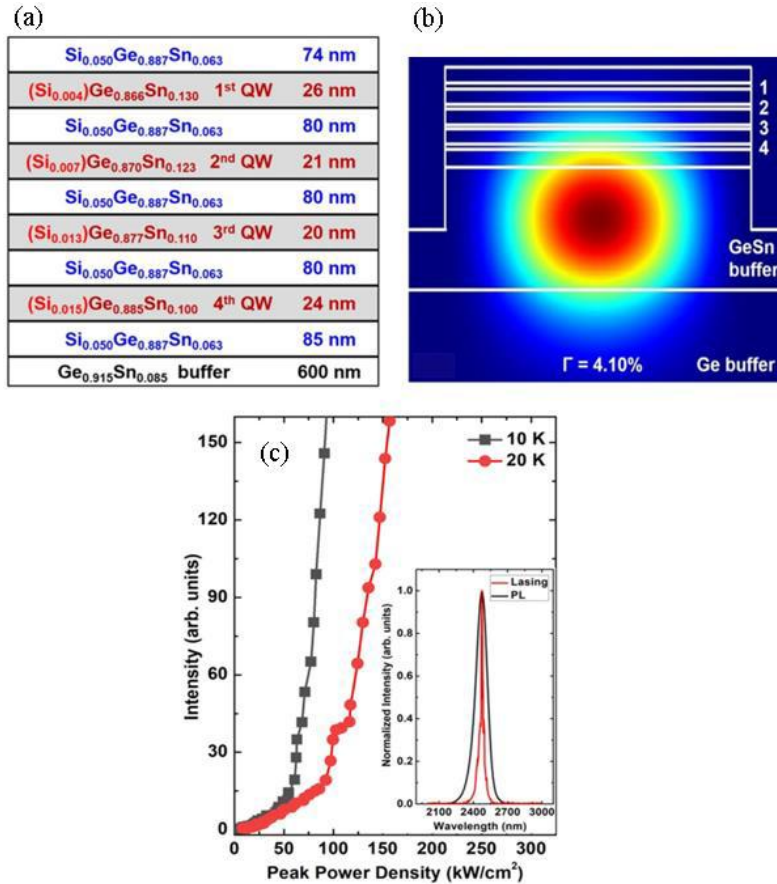 (a)
Si0.050Ge0.887Sn0.063 74 nm
(Si0.004)Ge0.866Sn0.130 1st QW 26 nm
Si0.050Ge0.887Sn0.063 80 nm
(Si0.007)Ge0.870Sn0.123 2nd QW 21 nm
Si0.050Ge0.887Sn0.063 80 nm
(Si0.013)Ge0.877Sn0.110 3rd QW 20 nm
Si0.050Ge0.887Sn0.063 80 nm
(Si0.015)Ge0.885Sn0.100 4th QW 24 nm
Si0.050Ge0.887Sn0.063 85 nm
Ge0.915Sn0.085 buffer 600 nm
(b)
1
2
3
4
GeSn
buffer
Γ = 4.10% Ge buffer
(c)
10 K
20 K
Intensity (arb. units)
150
120
90
60
30
0
0 50 100 150 200 250 300
Peak Power Density (kW/cm²)
Lasing
PL
Normalized Intensity (arb. units)
1.0
0.8
0.6
0.4
0.2
0.0
2100 2400 2700 3000
Wavelength (nm)